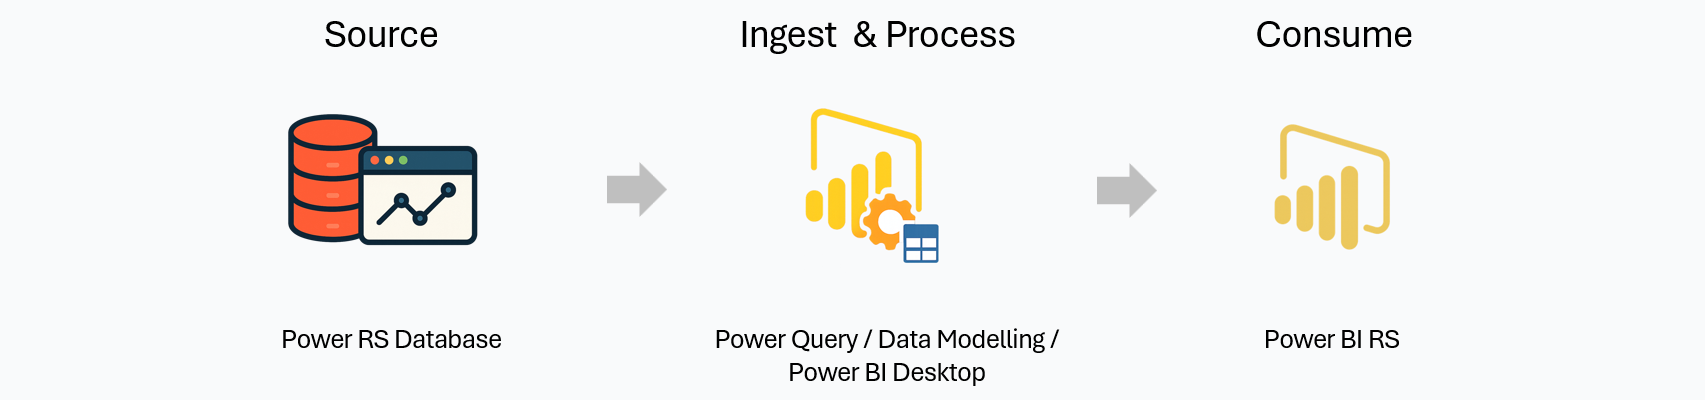 Source
Ingest & Process
Consume
Power RS Database
Power Query / Data Modelling /
Power BI Desktop
Power BI RS